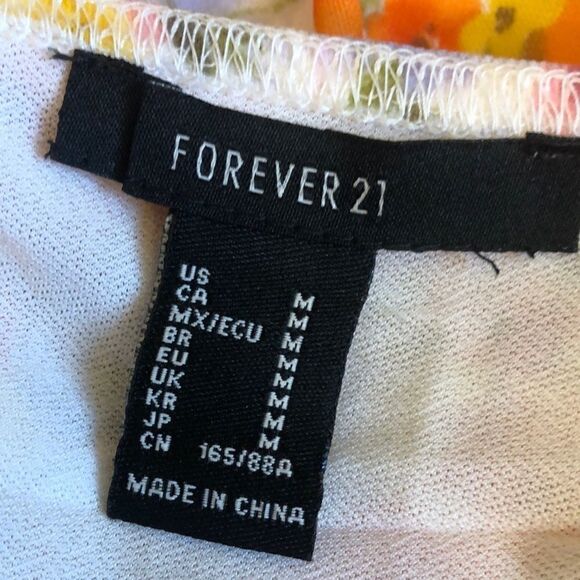 FOREVER 21
US M
CA M
MX/ECU M
BR M
EU M
UK M
KR M
JP M
CN 165/88A
MADE IN CHINA